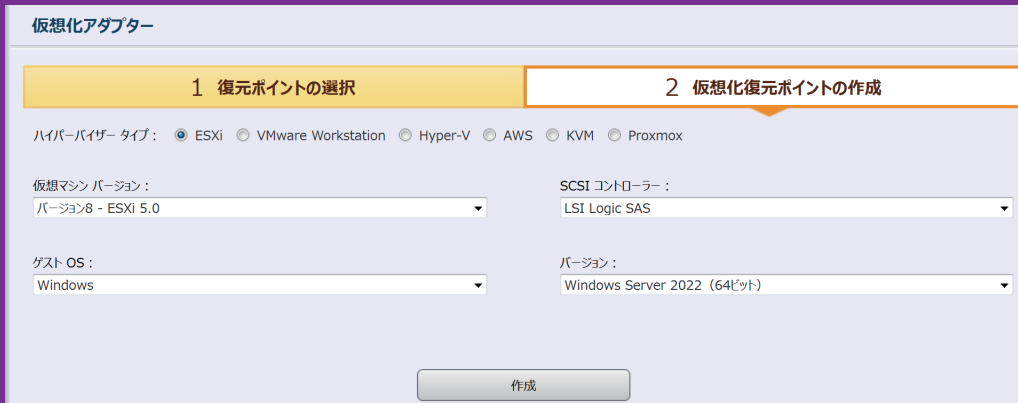 仮想化アダプター
1 復元ポイントの選択
2 仮想化復元ポイントの作成
ハイパーバイザー タイプ： ESXi VMware Workstation Hyper-V AWS KVM Proxmox
仮想マシン バージョン：
SCSI コントローラー：
バージョン8 - ESXi 5.0
LSI Logic SAS
ゲスト OS：
バージョン：
Windows
Windows Server 2022（64ビット）
作成